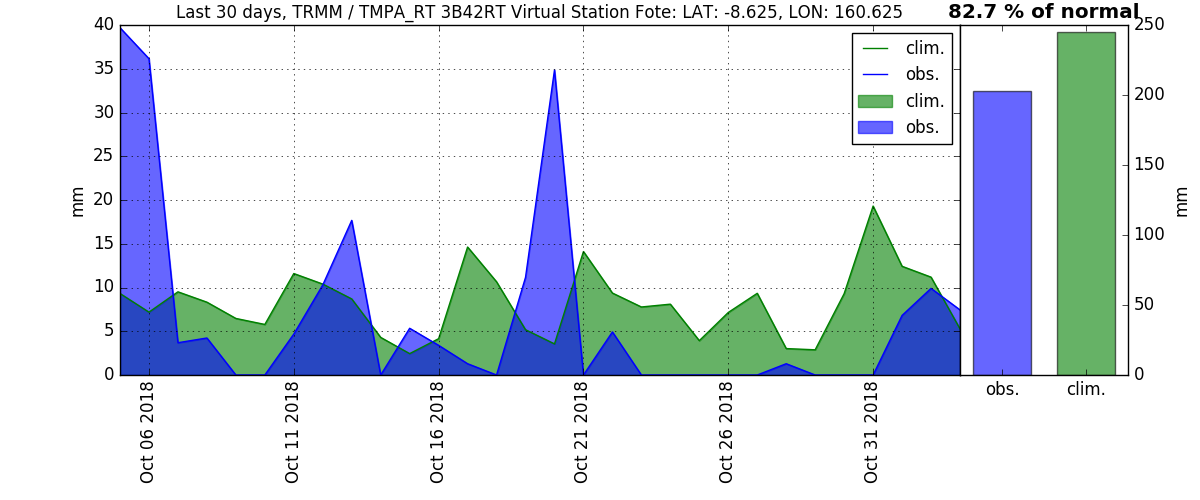 Last 30 days, TRMM / TMPA_RT 3B42RT Virtual Station Fote: LAT: -8.625, LON: 160.625
82.7 % of normal
40
35
30
25
20
15
10
5
0
mm
clim.
obs.
clim.
obs.
Oct 06 2018
Oct 11 2018
Oct 16 2018
Oct 21 2018
Oct 26 2018
Oct 31 2018
250
200
150
100
50
0
mm
obs.
clim.